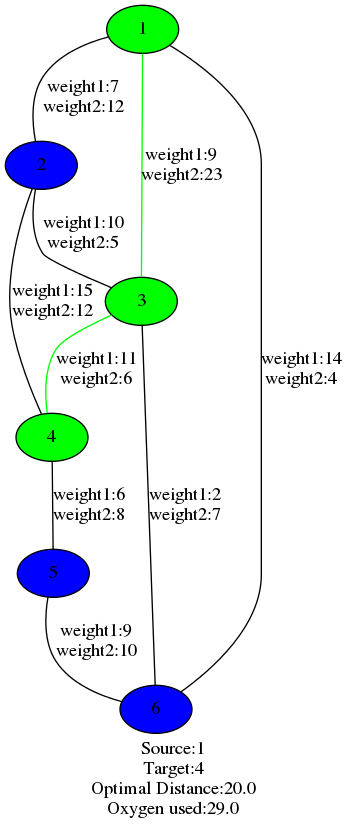 1
weight1:7
weight2:12
2
weight1:9
weight2:23
weight1:10
weight2:5
3
weight1:15
weight2:12
weight1:11
weight2:6
weight1:14
weight2:4
4
weight1:6
weight2:8
weight1:2
weight2:7
5
weight1:9
weight2:10
6
Source:1
Target:4
Optimal Distance:20.0
Oxygen used:29.0